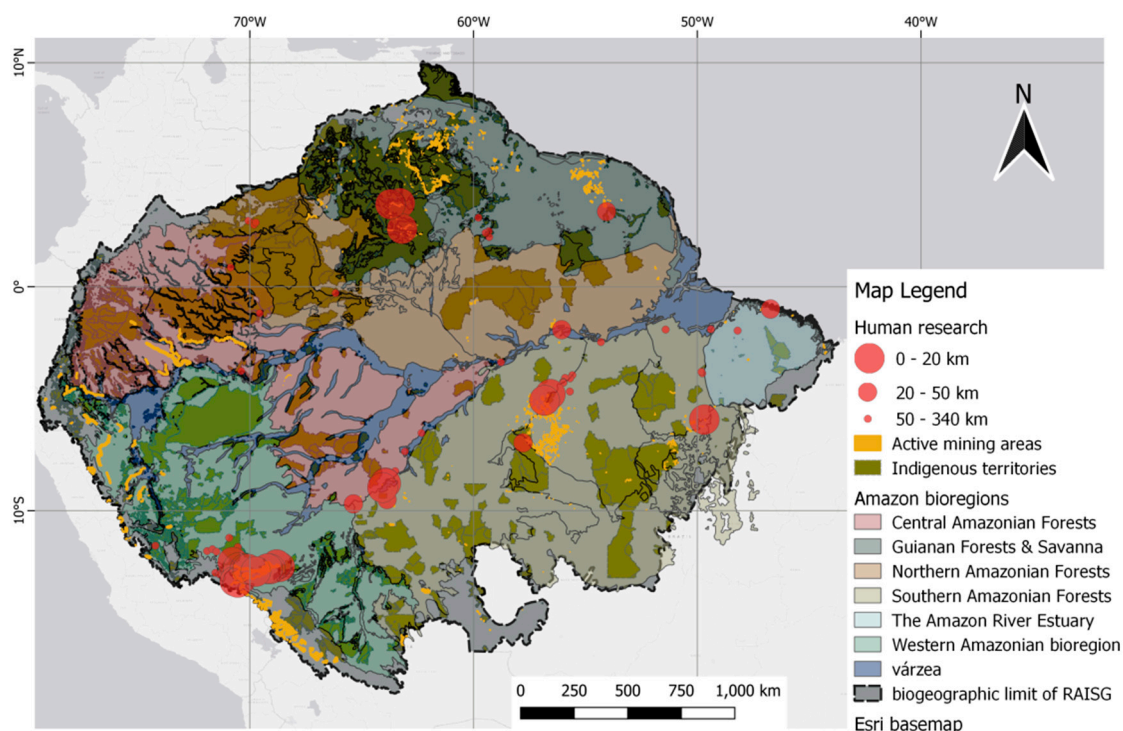 70°W 60°W 50°W 40°W
10°N
N
0°
10°S
Map Legend
Human research
0 - 20 km
20 - 50 km
50 - 340 km
Active mining areas
Indigenous territories
Amazon bioregions
Central Amazonian Forests
Guianan Forests & Savanna
Northern Amazonian Forests
Southern Amazonian Forests
The Amazon River Estuary
Western Amazonian bioregion
várzea
biogeographic limit of RAISG
Esri basemap
0 250 500 750 1,000 km